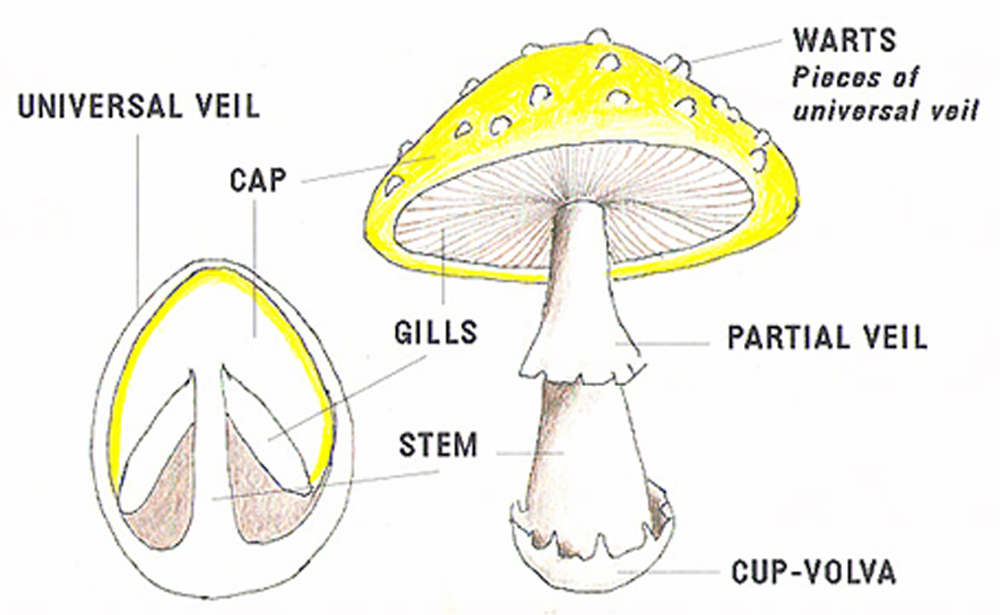 WARTS
Pieces of
universal veil
UNIVERSAL VEIL
CAP
GILLS
PARTIAL VEIL
STEM
CUP-VOLVA